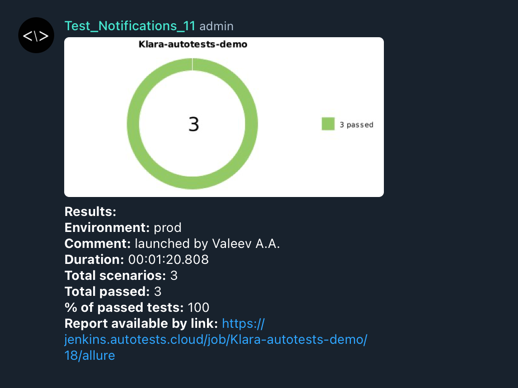 <\>
Test_Notifications_11 admin
Klara-autotests-demo
3
3 passed
Results:
Environment: prod
Comment: launched by Valeev A.A.
Duration: 00:01:20.808
Total scenarios: 3
Total passed: 3
% of passed tests: 100
Report available by link: https://
jenkins.autotests.cloud/job/Klara-autotests-demo/
18/allure